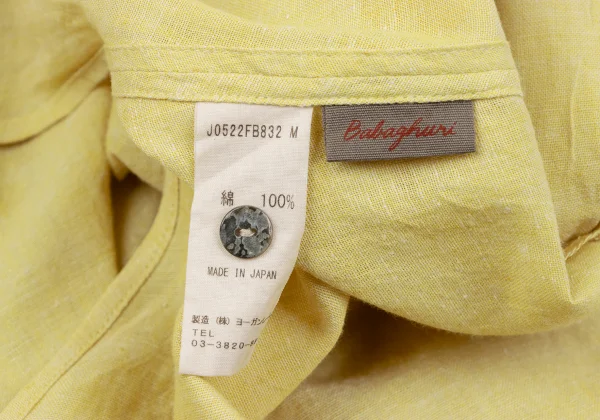 J0522FB832 M
Babaghuri
綿 100%
MADE IN JAPAN
製造 (株) ヨーガン
TEL
03-3820-